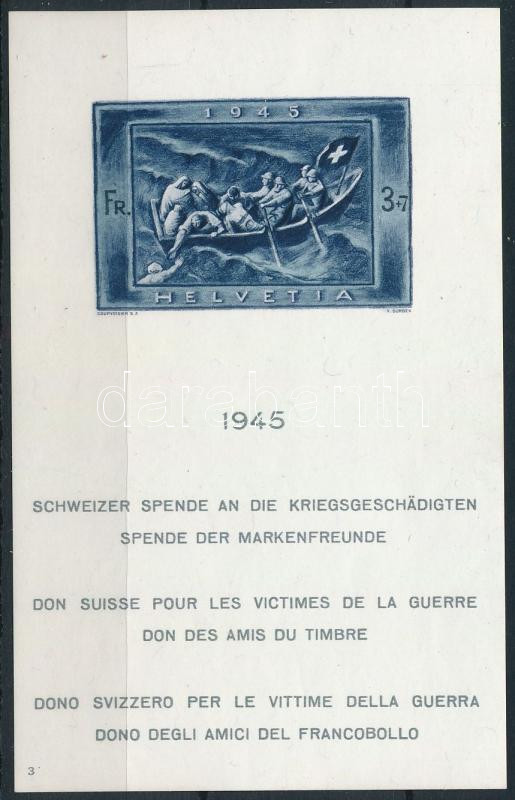 1945
FR. 3+7
HELVETIA
COURVOISIER S.A.
darabanth
1945
SCHWEIZER SPENDE AN DIE KRIEGSGESCHÄDIGTEN
SPENDE DER MARKENFREUNDE
DON SUISSE POUR LES VICTIMES DE LA GUERRE
DON DES AMIS DU TIMBRE
DONO SVIZZERO PER LE VITTIME DELLA GUERRA
DONO DEGLI AMICI DEL FRANCOBOLLO
3